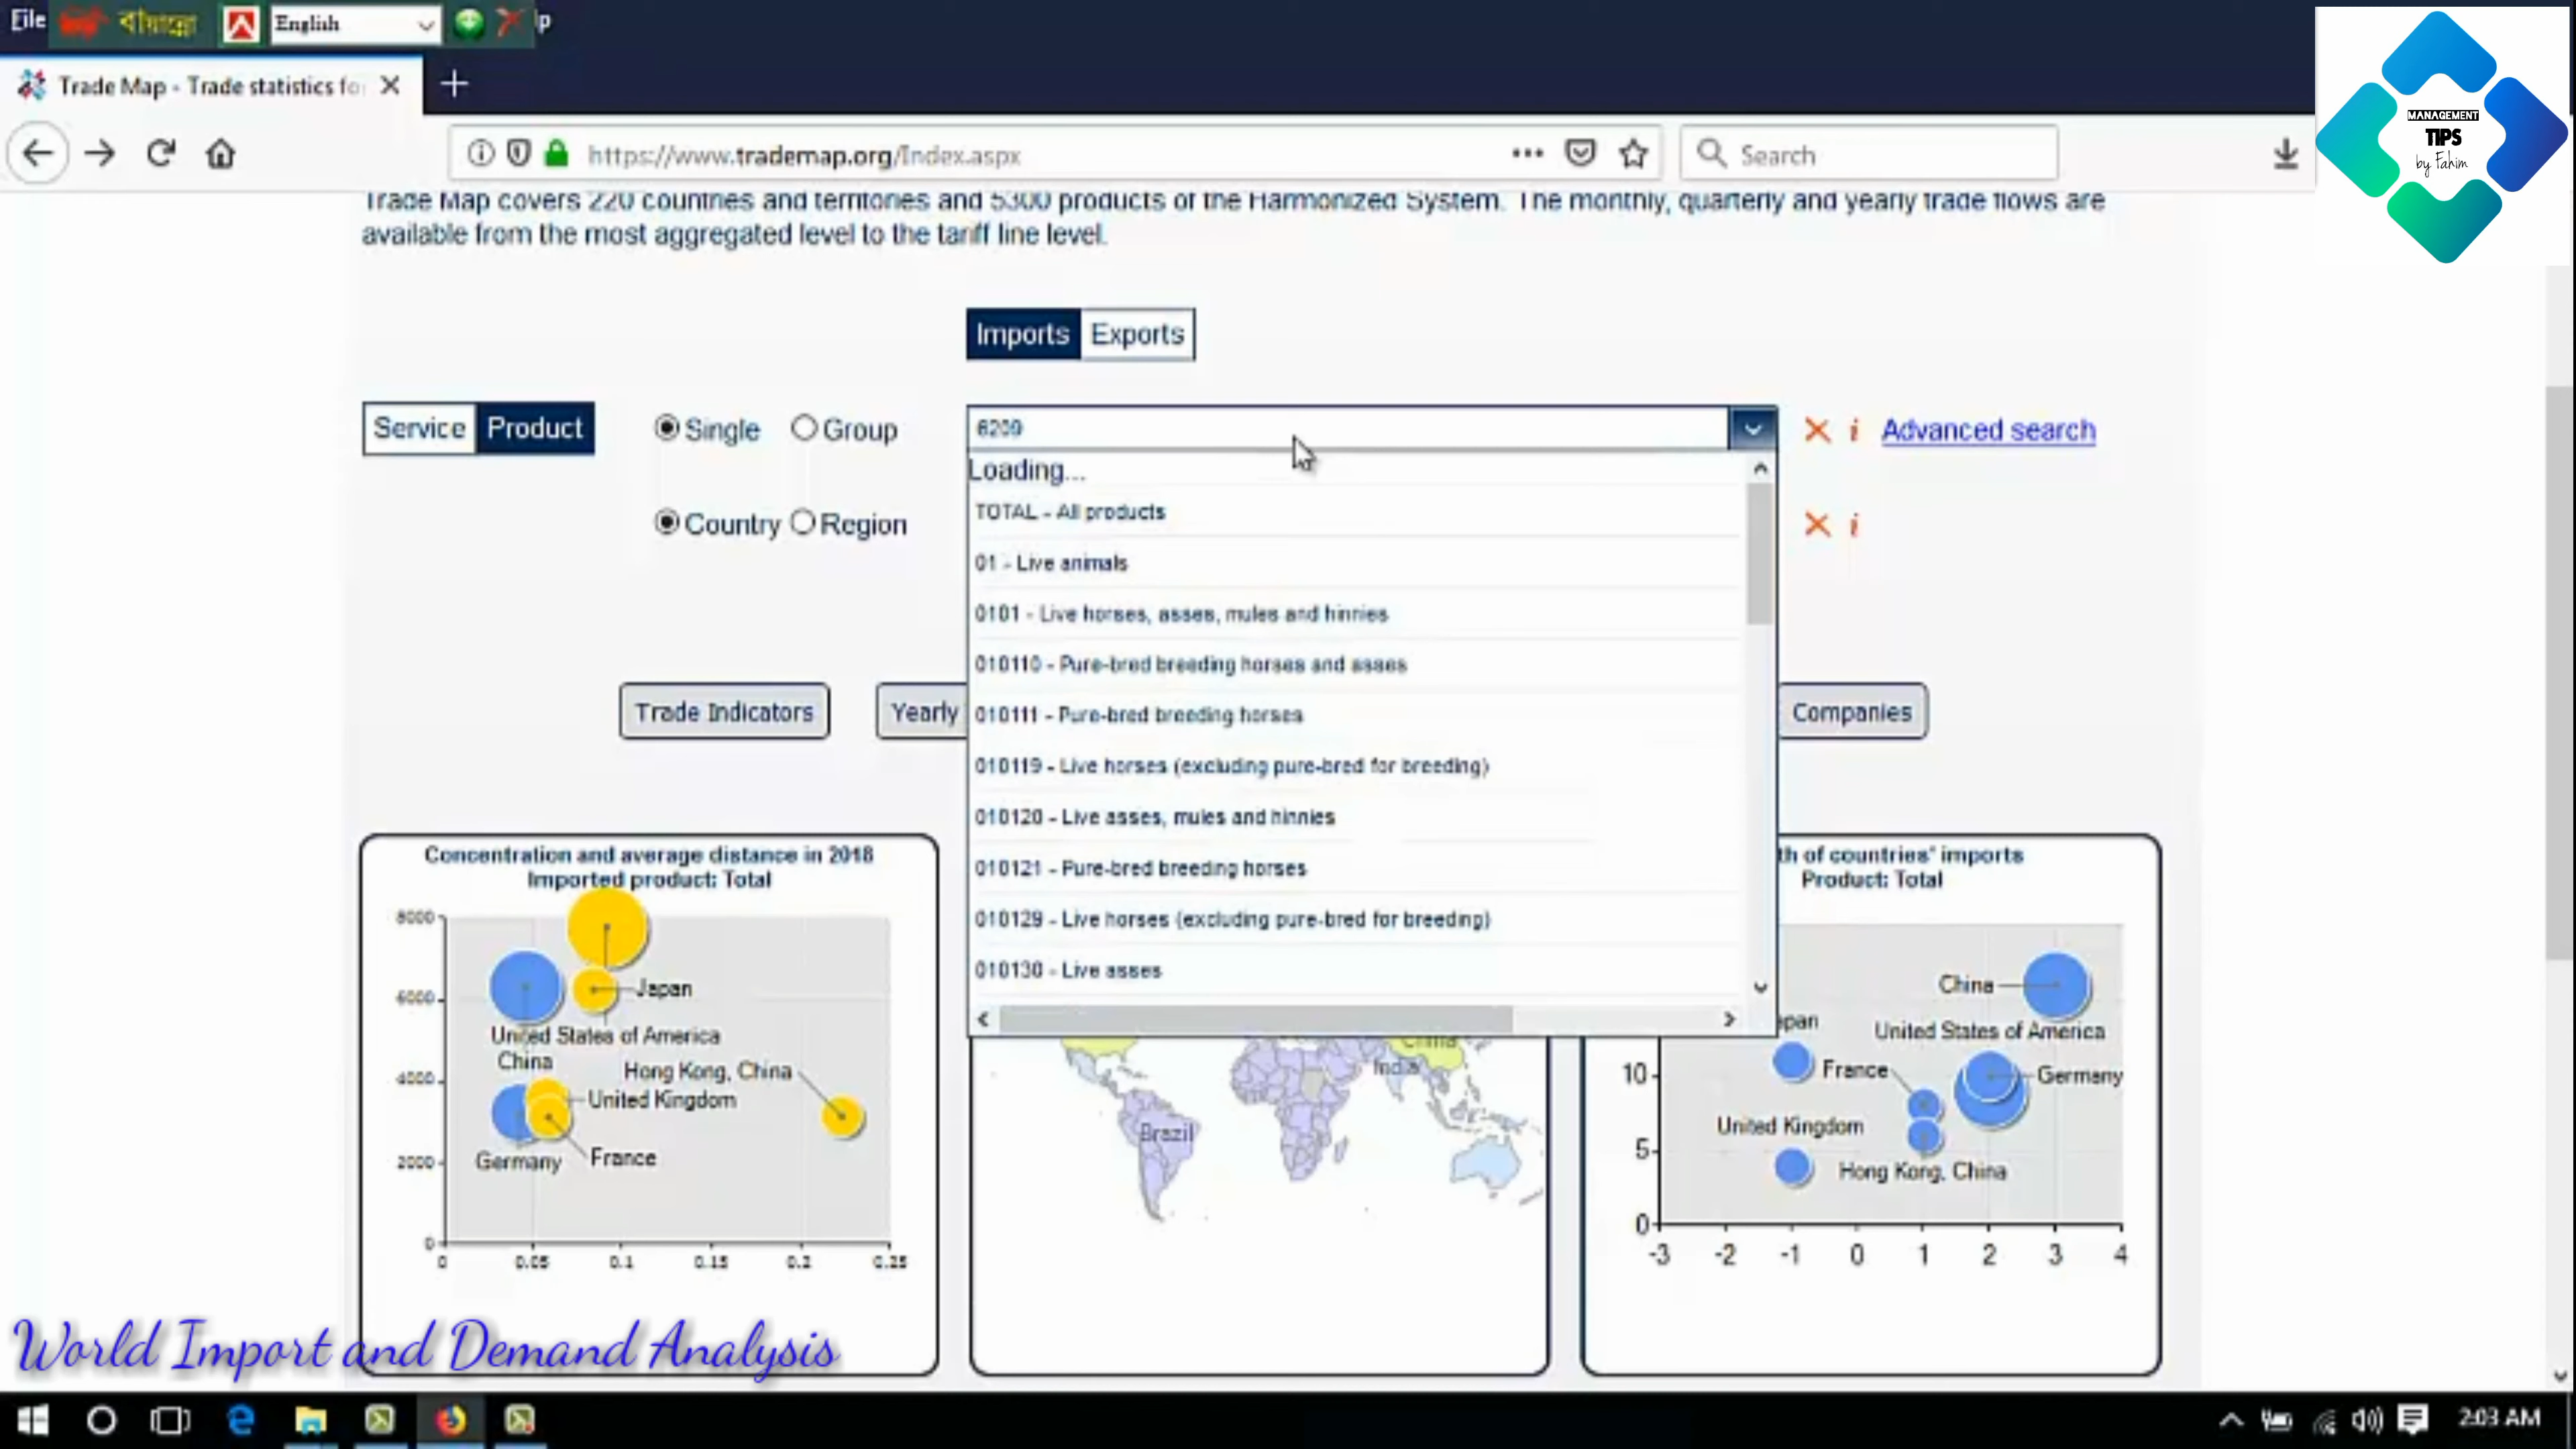 File বায়ান্নো English p
Trade Map - Trade statistics fo
https://www.trademap.org/Index.aspx
Search
MANAGEMENT
TIPS
by Fahim
Trade Map covers 220 countries and territories and 5300 products of the Harmonized System. The monthly, quarterly and yearly trade flows are
available from the most aggregated level to the tariff line level.
Imports Exports
Service Product Single Group 6209 Advanced search
Loading...
Country Region
TOTAL - All products
01 - Live animals
0101 - Live horses, asses, mules and hinnies
010110 - Pure-bred breeding horses and asses
010111 - Pure-bred breeding horses
010119 - Live horses (excluding pure-bred for breeding)
010120 - Live asses, mules and hinnies
010121 - Pure-bred breeding horses
010129 - Live horses (excluding pure-bred for breeding)
010130 - Live asses
Trade Indicators Yearly Companies
Concentration and average distance in 2018
Imported product: Total
8000
6000
4000
2000
0
0 0.05 0.1 0.15 0.2 0.25
Japan
United States of America
China
Hong Kong, China
United Kingdom
France
Germany
China
India
Brazil
th of countries' imports
Product: Total
China
apan
United States of America
France
Germany
United Kingdom
Hong Kong, China
10
5
0
-3 -2 -1 0 1 2 3 4
World Import and Demand Analysis
2:03 AM